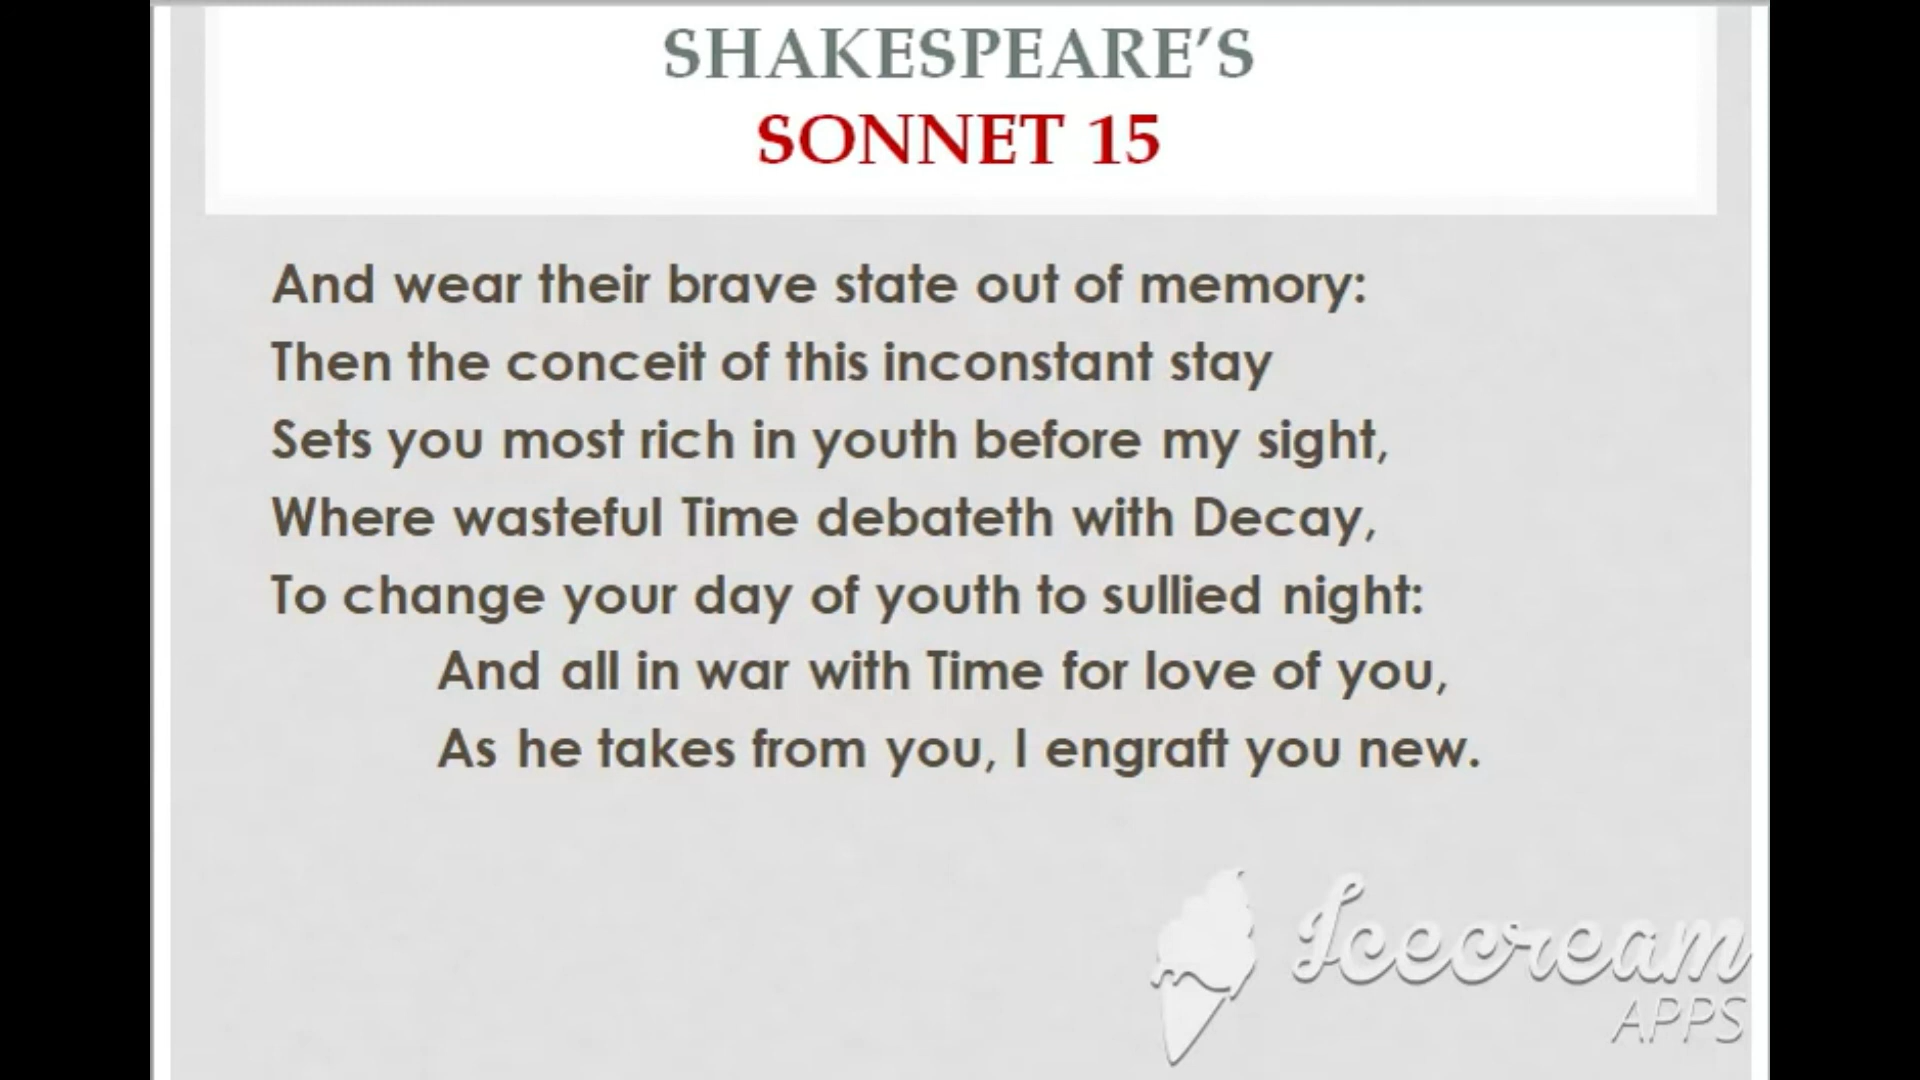 SHAKESPEARE’S
SONNET 15
And wear their brave state out of memory:
Then the conceit of this inconstant stay
Sets you most rich in youth before my sight,
Where wasteful Time debateth with Decay,
To change your day of youth to sullied night:
And all in war with Time for love of you,
As he takes from you, I engraft you new.
Icecream
APPS